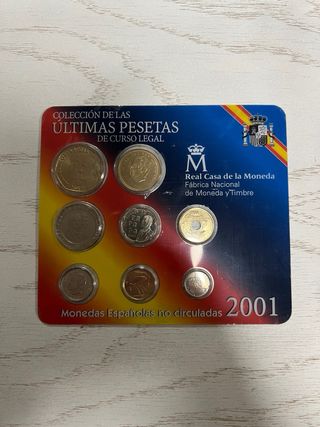 COLECCIÓN DE LAS
ÚLTIMAS PESETAS
DE CURSO LEGAL
M
Real Casa de la Moneda
Fábrica Nacional
de Moneda y Timbre
Monedas Españolas no circuladas 2001